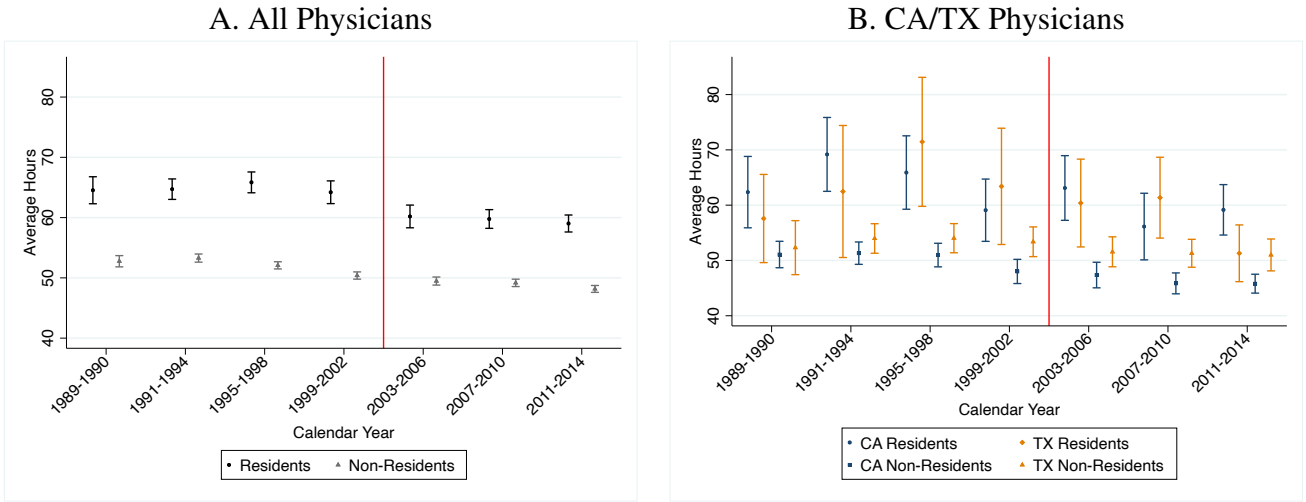 A. All Physicians
Average Hours
80
70
60
50
40
1989-1990
1991-1994
1995-1998
1999-2002
2003-2006
2007-2010
2011-2014
Calendar Year
Residents Non-Residents
B. CA/TX Physicians
Average Hours
80
70
60
50
40
1989-1990
1991-1994
1995-1998
1999-2002
2003-2006
2007-2010
2011-2014
Calendar Year
CA Residents TX Residents
CA Non-Residents TX Non-Residents